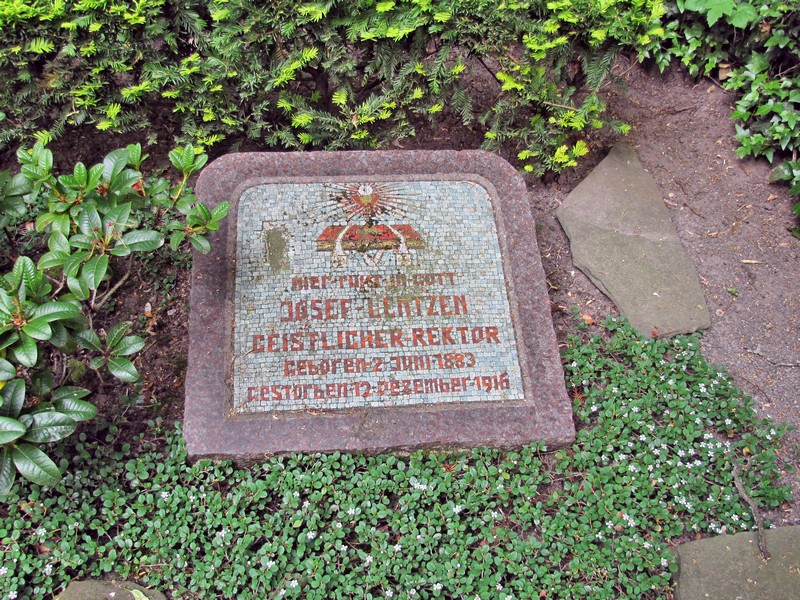 HIER·RUHT·IN·GOTT
JOSEF·LENTZEN
GEISTLICHER·REKTOR
GEBOREN·2·JUNI·1883
GESTORBEN·12·DEZEMBER·1916